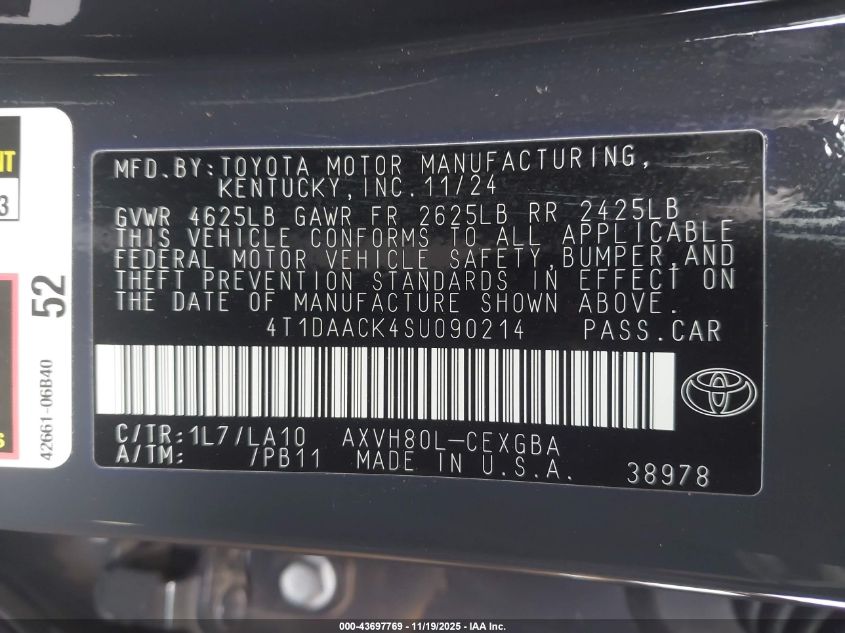 MFD.BY:TOYOTA MOTOR MANUFACTURING,
KENTUCKY,INC.11/24
GVWR 4625LB GAWR FR 2625LB RR 2425LB
THIS VEHICLE CONFORMS TO ALL APPLICABLE
FEDERAL MOTOR VEHICLE SAFETY,BUMPER,AND
THEFT PREVENTION STANDARDS IN EFFECT ON
THE DATE OF MANUFACTURE SHOWN ABOVE.
4T1DAACK4SU090214 PASS.CAR
C/TR:1L7/LA10 AXVH80L-CEXGBA
A/TM: /PB11 MADE IN U.S.A. 38978
52
42661-06B40
3
000-43697769 • 11/19/2025 - IAA Inc.